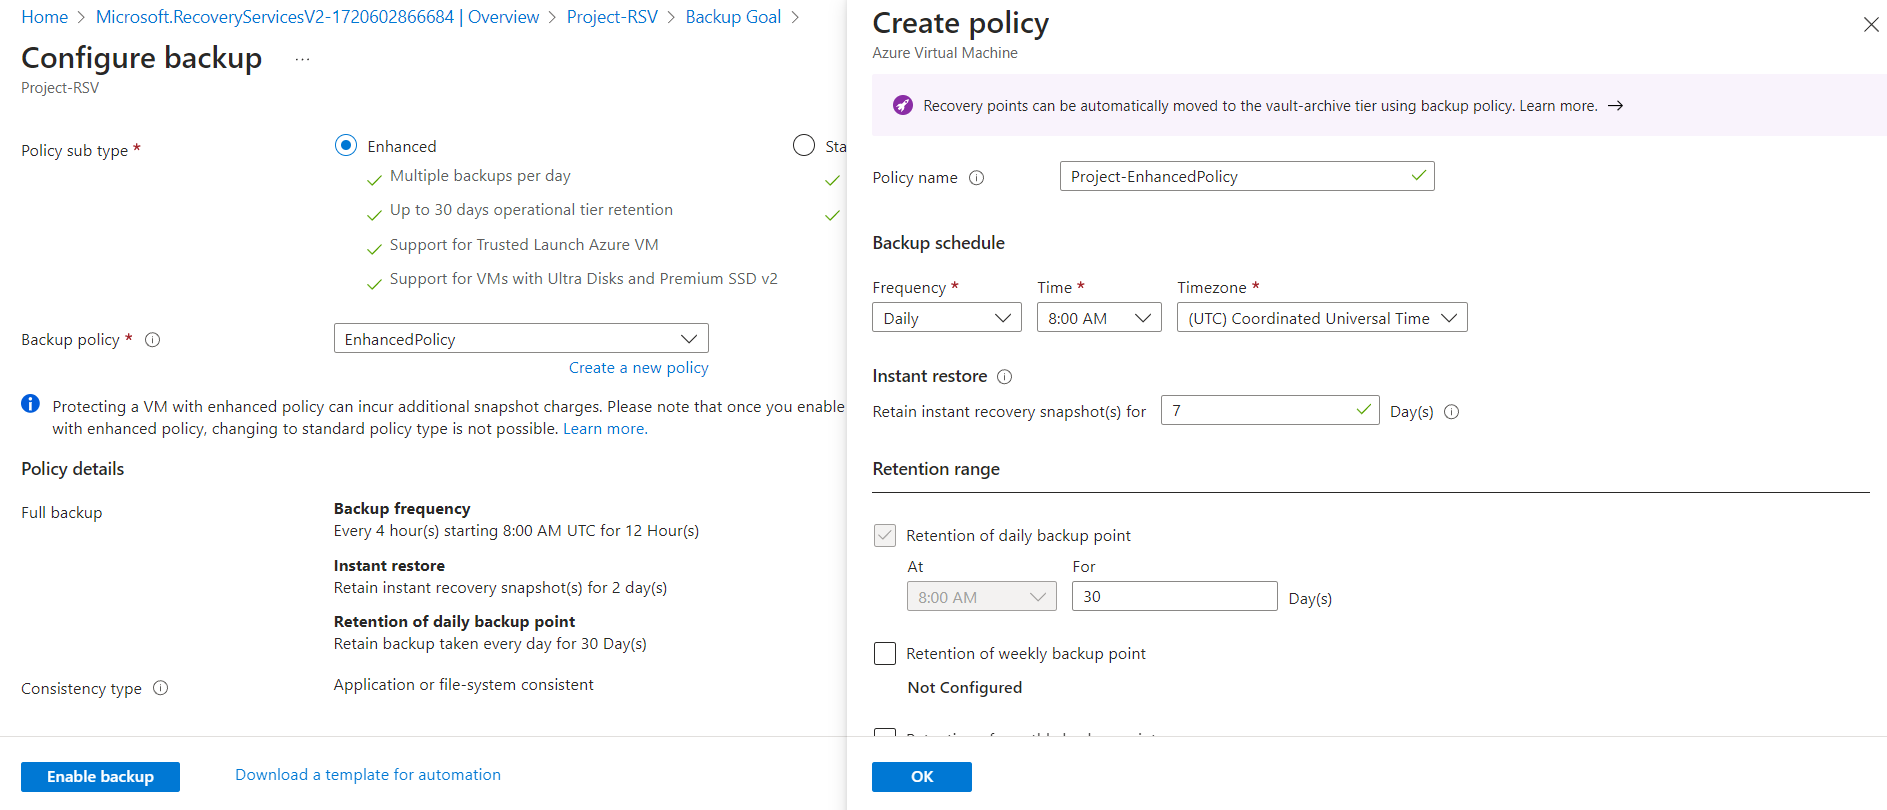 Home > Microsoft.RecoveryServicesV2-1720602866684 | Overview > Project-RSV > Backup Goal >
Configure backup ...
Project-RSV
Policy sub type *
Enhanced
Multiple backups per day
Up to 30 days operational tier retention
Support for Trusted Launch Azure VM
Support for VMs with Ultra Disks and Premium SSD v2
Sta
Backup policy *
EnhancedPolicy
Create a new policy
Protecting a VM with enhanced policy can incur additional snapshot charges. Please note that once you enable
with enhanced policy, changing to standard policy type is not possible. Learn more.
Policy details
Full backup
Backup frequency
Every 4 hour(s) starting 8:00 AM UTC for 12 Hour(s)
Instant restore
Retain instant recovery snapshot(s) for 2 day(s)
Retention of daily backup point
Retain backup taken every day for 30 Day(s)
Consistency type
Application or file-system consistent
Enable backup
Download a template for automation
Create policy
Azure Virtual Machine
Recovery points can be automatically moved to the vault-archive tier using backup policy. Learn more. →
Policy name
Project-EnhancedPolicy
Backup schedule
Frequency * Time * Timezone *
Daily 8:00 AM (UTC) Coordinated Universal Time
Instant restore
Retain instant recovery snapshot(s) for 7 Day(s)
Retention range
Retention of daily backup point
At For
8:00 AM 30 Day(s)
Retention of weekly backup point
Not Configured
OK